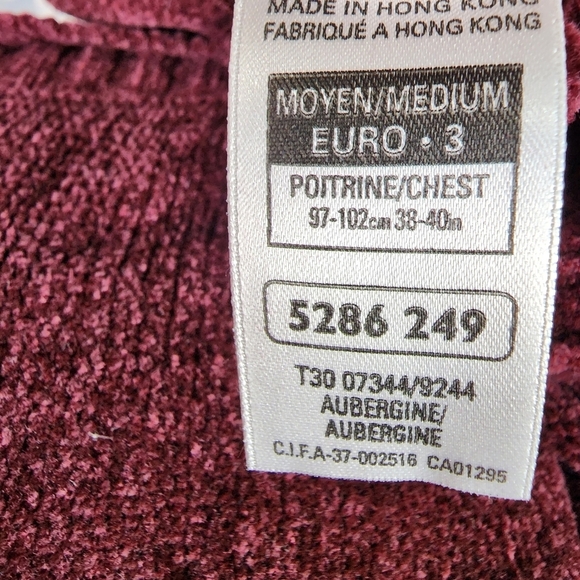 MADE IN HONG KONG
FABRIQUÉ A HONG KONG
MOYEN/MEDIUM
EURO • 3
POITRINE/CHEST
97-102cm 38-40in
5286 249
T30 07344/9244
AUBERGINE/
AUBERGINE
C.I.F.A-37-002516 CA01295